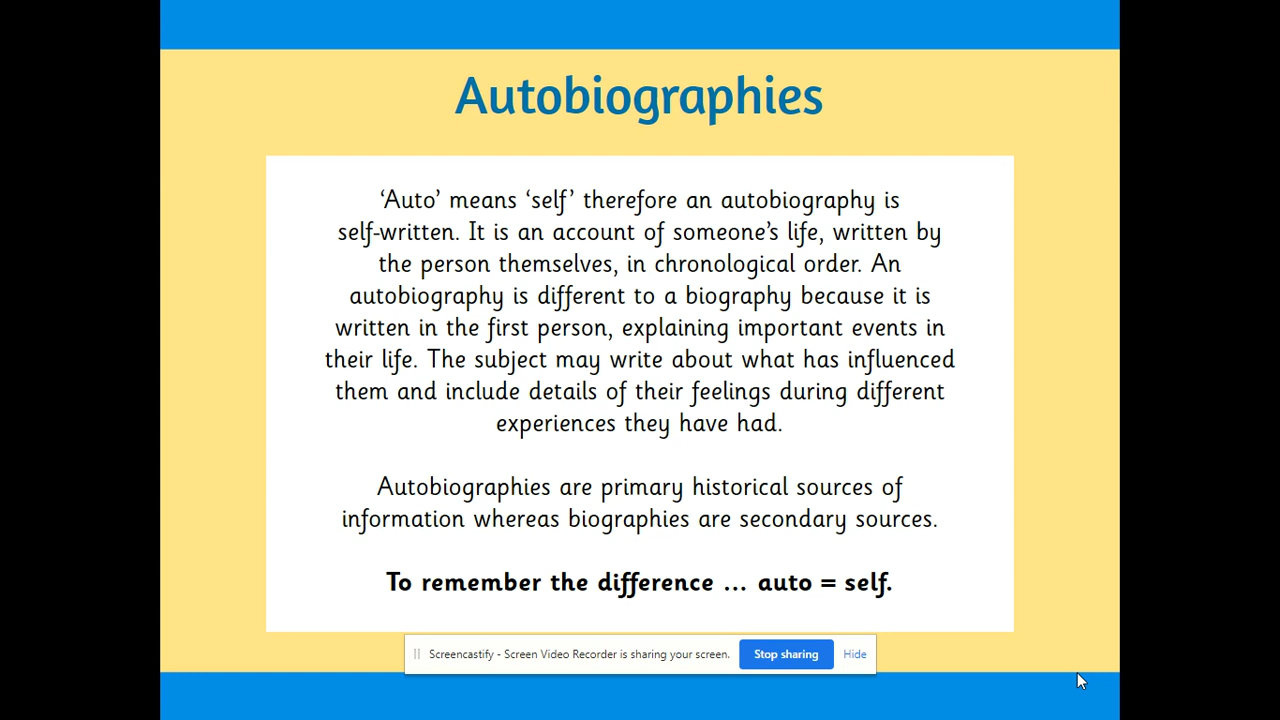 Autobiographies
‘Auto’ means ‘self’ therefore an autobiography is
self-written. It is an account of someone’s life, written by
the person themselves, in chronological order. An
autobiography is different to a biography because it is
written in the first person, explaining important events in
their life. The subject may write about what has influenced
them and include details of their feelings during different
experiences they have had.
Autobiographies are primary historical sources of
information whereas biographies are secondary sources.
To remember the difference ... auto = self.
Screencastify - Screen Video Recorder is sharing your screen. Stop sharing Hide